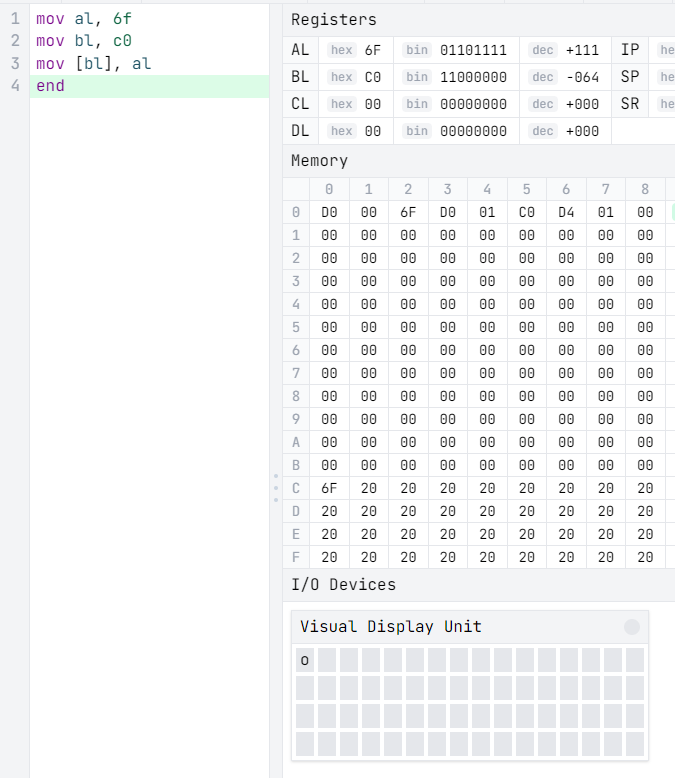 1 mov al, 6f
2 mov bl, c0
3 mov [bl], al
4 end
Registers
AL hex 6F bin 01101111 dec +111 IP he
BL hex C0 bin 11000000 dec -064 SP he
CL hex 00 bin 00000000 dec +000 SR he
DL hex 00 bin 00000000 dec +000
Memory
0 1 2 3 4 5 6 7 8
0 D0 00 6F D0 01 C0 D4 01 00
1 00 00 00 00 00 00 00 00 00
2 00 00 00 00 00 00 00 00 00
3 00 00 00 00 00 00 00 00 00
4 00 00 00 00 00 00 00 00 00
5 00 00 00 00 00 00 00 00 00
6 00 00 00 00 00 00 00 00 00
7 00 00 00 00 00 00 00 00 00
8 00 00 00 00 00 00 00 00 00
9 00 00 00 00 00 00 00 00 00
A 00 00 00 00 00 00 00 00 00
B 00 00 00 00 00 00 00 00 00
C 6F 20 20 20 20 20 20 20 20
D 20 20 20 20 20 20 20 20 20
E 20 20 20 20 20 20 20 20 20
F 20 20 20 20 20 20 20 20 20
I/O Devices
Visual Display Unit
o